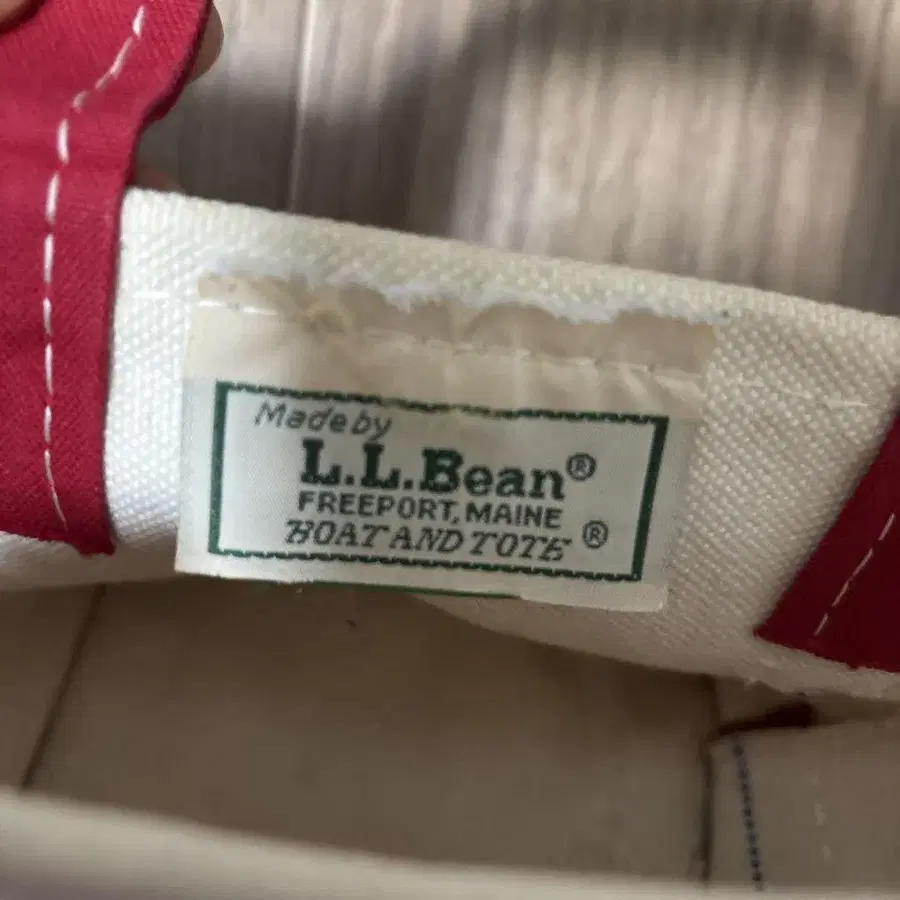 Made by
L.L.Bean®
FREEPORT, MAINE
BOAT AND TOTE ®